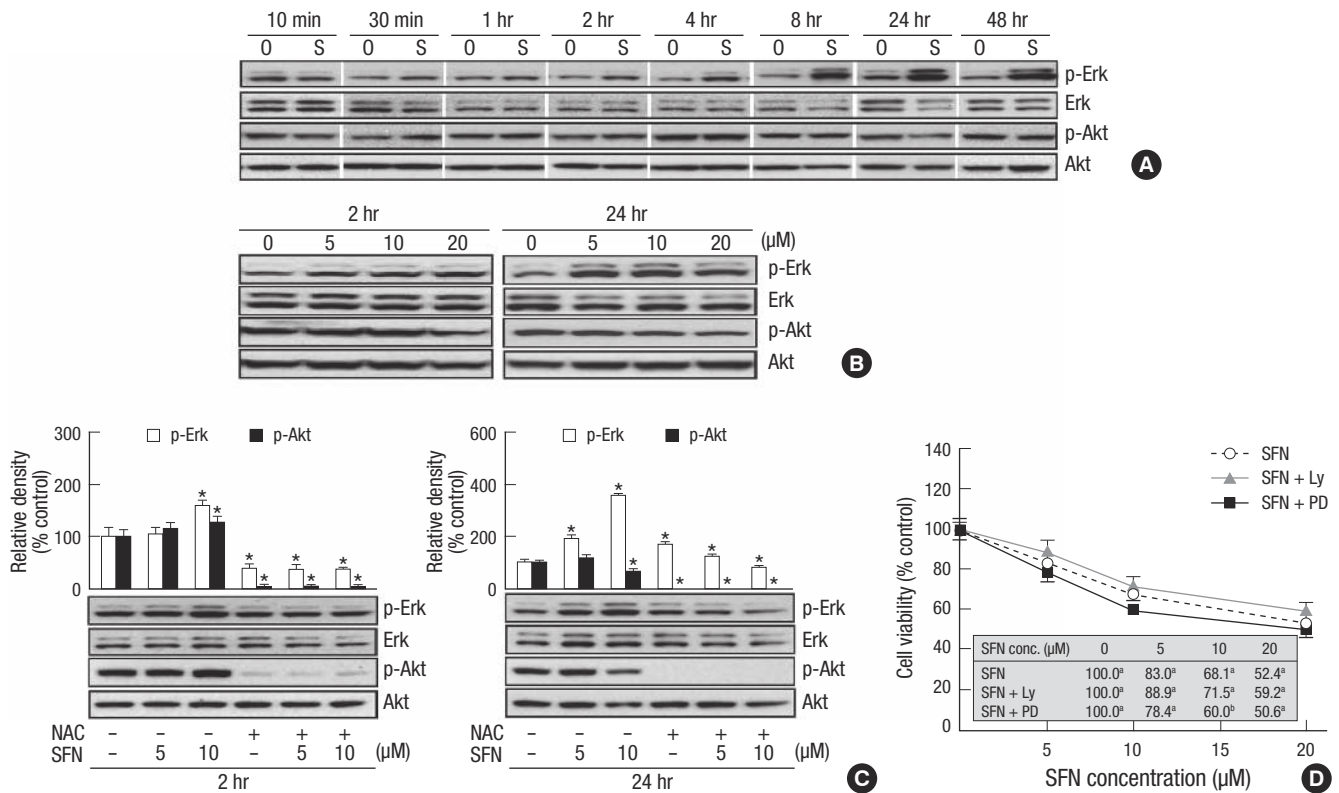 10 min 30 min 1 hr 2 hr 4 hr 8 hr 24 hr 48 hr
0 S 0 S 0 S 0 S 0 S 0 S 0 S 0 S
p-Erk
Erk
p-Akt
Akt
A
2 hr 24 hr
0 5 10 20 0 5 10 20 (µM)
p-Erk
Erk
p-Akt
Akt
B
Relative density
(% control)
300
200
100
0
p-Erk p-Akt
* * * * * * * *
p-Erk
Erk
p-Akt
Akt
NAC – – – + + +
SFN – 5 10 – 5 10 (µM)
2 hr
Relative density
(% control)
600
400
200
0
p-Erk p-Akt
* * * * * * * * *
p-Erk
Erk
p-Akt
Akt
– – – + + +
– 5 10 – 5 10 (µM)
24 hr
C
Cell viability (% control)
140
120
100
80
60
40
20
0
SFN
SFN + Ly
SFN + PD
SFN conc. (µM) 0 5 10 20
SFN 100.0ª 83.0ª 68.1ª 52.4ª
SFN + Ly 100.0ª 88.9ª 71.5ª 59.2ª
SFN + PD 100.0ª 78.4ª 60.0ᵇ 50.6ª
5 10 15 20
SFN concentration (µM)
D